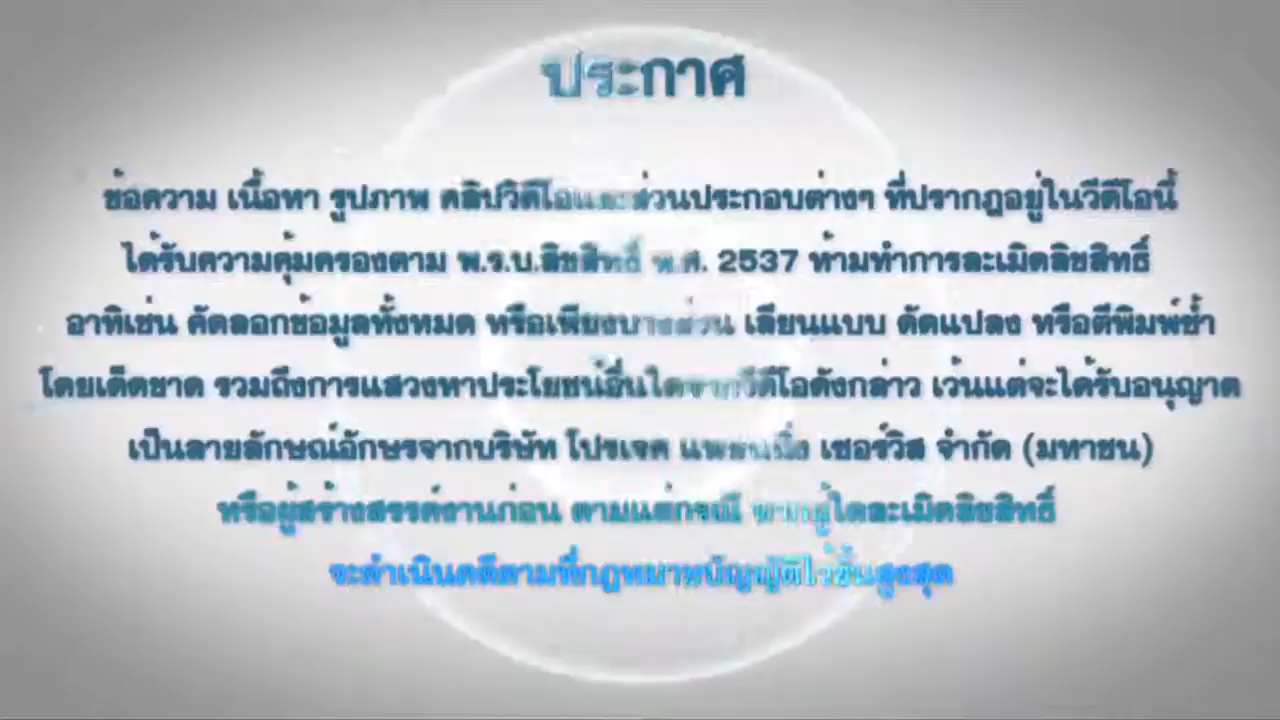 ประกาศ
ข้อความ เนื้อหา รูปภาพ คลิปวิดีโอและส่วนประกอบต่างๆ ที่ปรากฏอยู่ในวีดีโอนี้
ได้รับความคุ้มครองตาม พ.ร.บ.ลิขสิทธิ์ พ.ศ. 2537 ห้ามทำการละเมิดลิขสิทธิ์
อาทิเช่น คัดลอกข้อมูลทั้งหมด หรือเพียงบางส่วน เลียนแบบ ดัดแปลง หรือตีพิมพ์ซ้ำ
โดยเด็ดขาด รวมถึงการแสวงหาประโยชน์อื่นใดจากวีดีโอดังกล่าว เว้นแต่จะได้รับอนุญาต
เป็นลายลักษณ์อักษรจากบริษัท โปรเจค แพลนนิ่ง เซอร์วิส จำกัด (มหาชน)
หรือผู้สร้างสรรค์งานก่อน ตามแต่กรณี หากผู้ใดละเมิดลิขสิทธิ์
จะดำเนินคดีตามที่กฎหมายบัญญัติไว้ขั้นสูงสุด